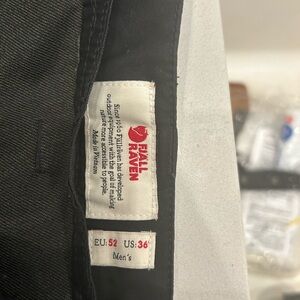 FJÄLL
RÄVEN
Since 1960 Fjällräven has developed
outdoor equipment with the goal of making
nature more accessible to people.
Made in Vietnam
EU: 52 US: 36"
Men's